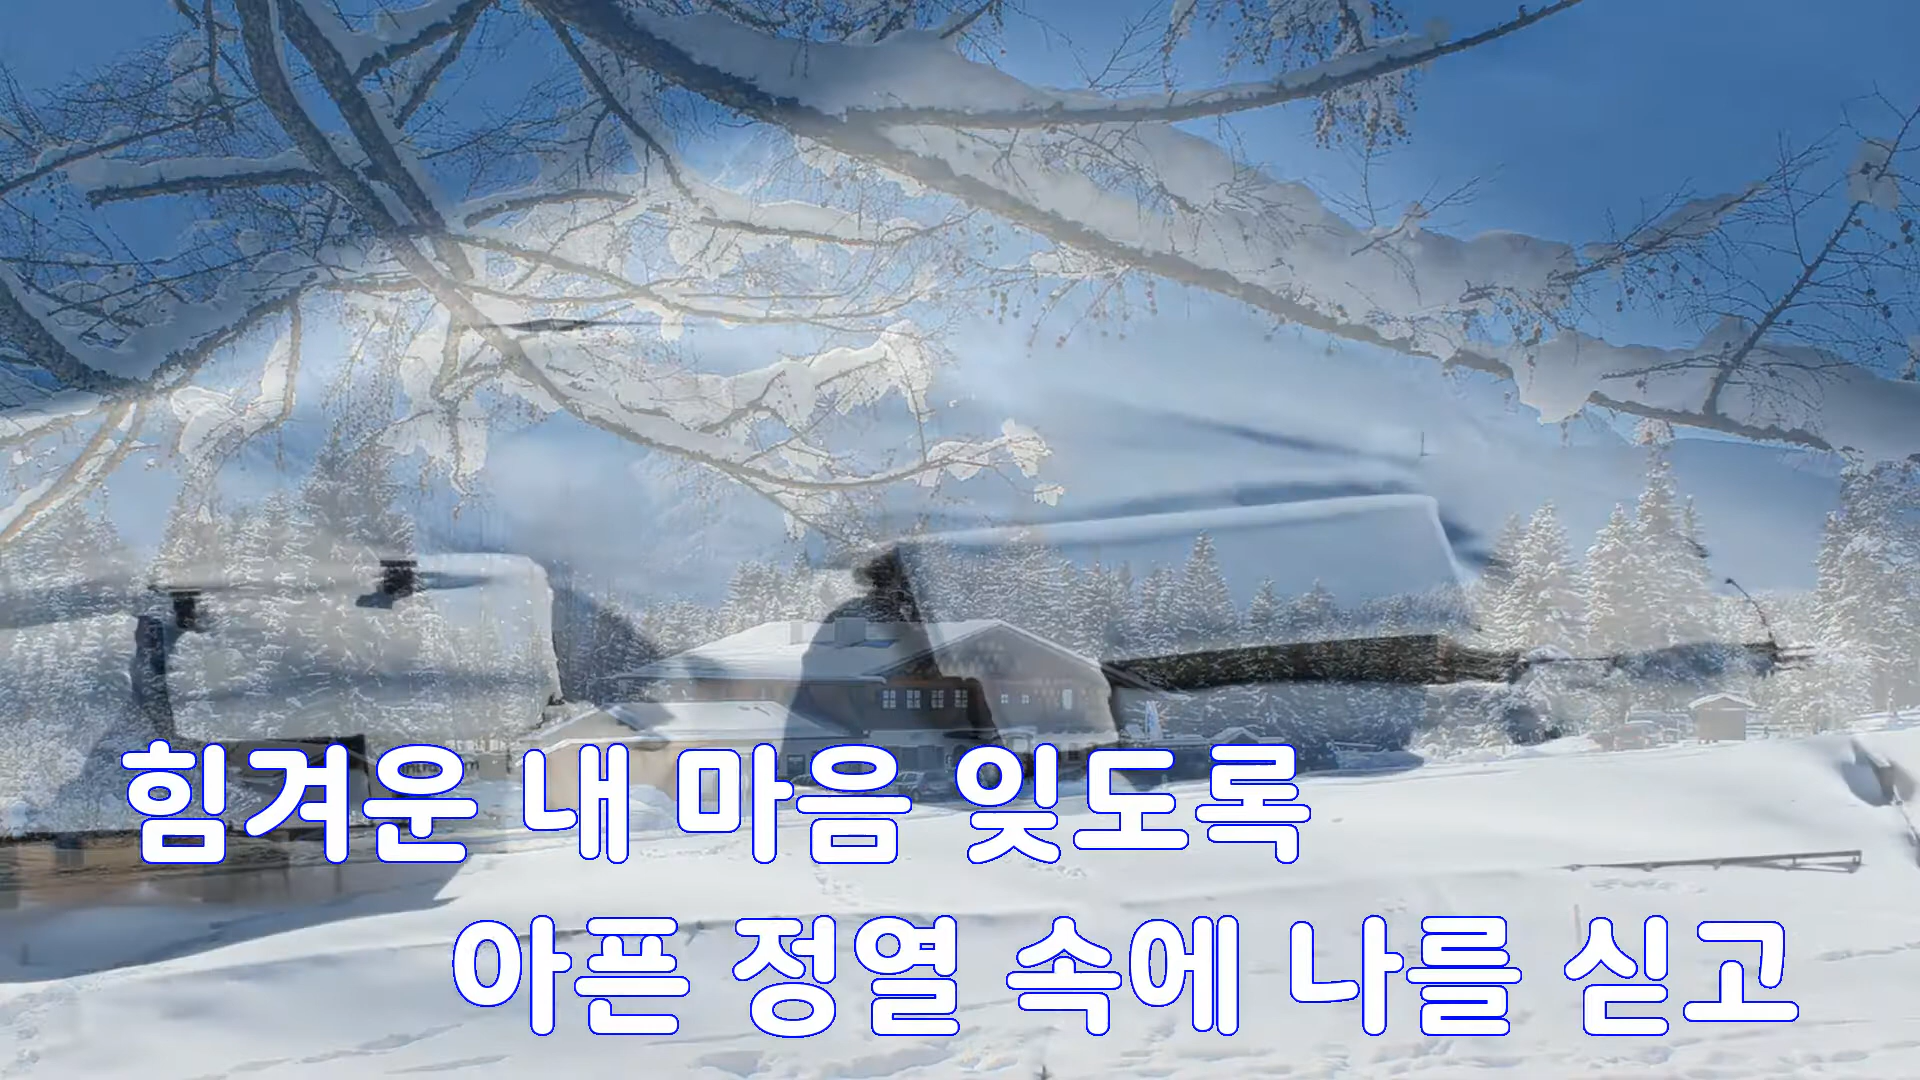 힘겨운 내 마음 잊도록
아픈 정열 속에 나를 싣고